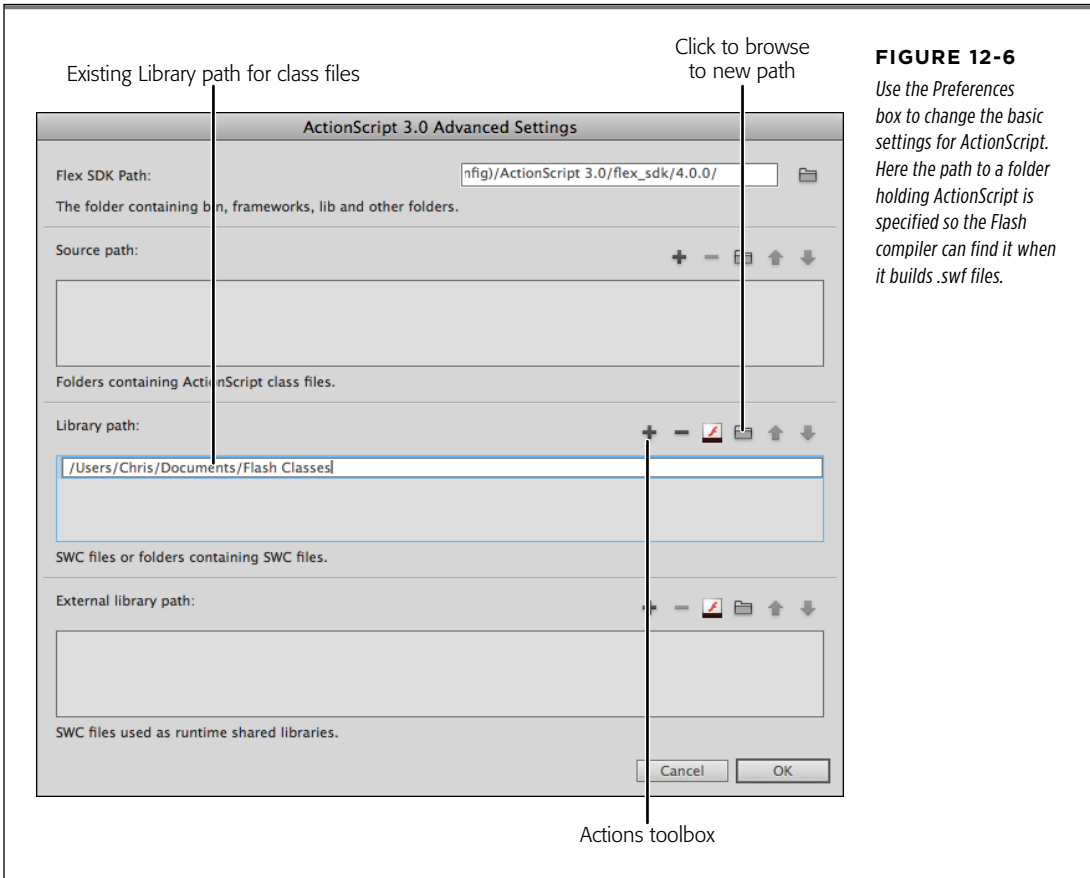 Existing Library path for class files
Click to browse
to new path
ActionScript 3.0 Advanced Settings
Flex SDK Path:
nfig)/ActionScript 3.0/flex_sdk/4.0.0/
The folder containing bin, frameworks, lib and other folders.
Source path:
Folders containing ActionScript class files.
Library path:
/Users/Chris/Documents/Flash Classes
SWC files or folders containing SWC files.
External library path:
SWC files used as runtime shared libraries.
Cancel
OK
Actions toolbox
FIGURE 12-6
Use the Preferences
box to change the basic
settings for ActionScript.
Here the path to a folder
holding ActionScript is
specified so the Flash
compiler can find it when
it builds .swf files.